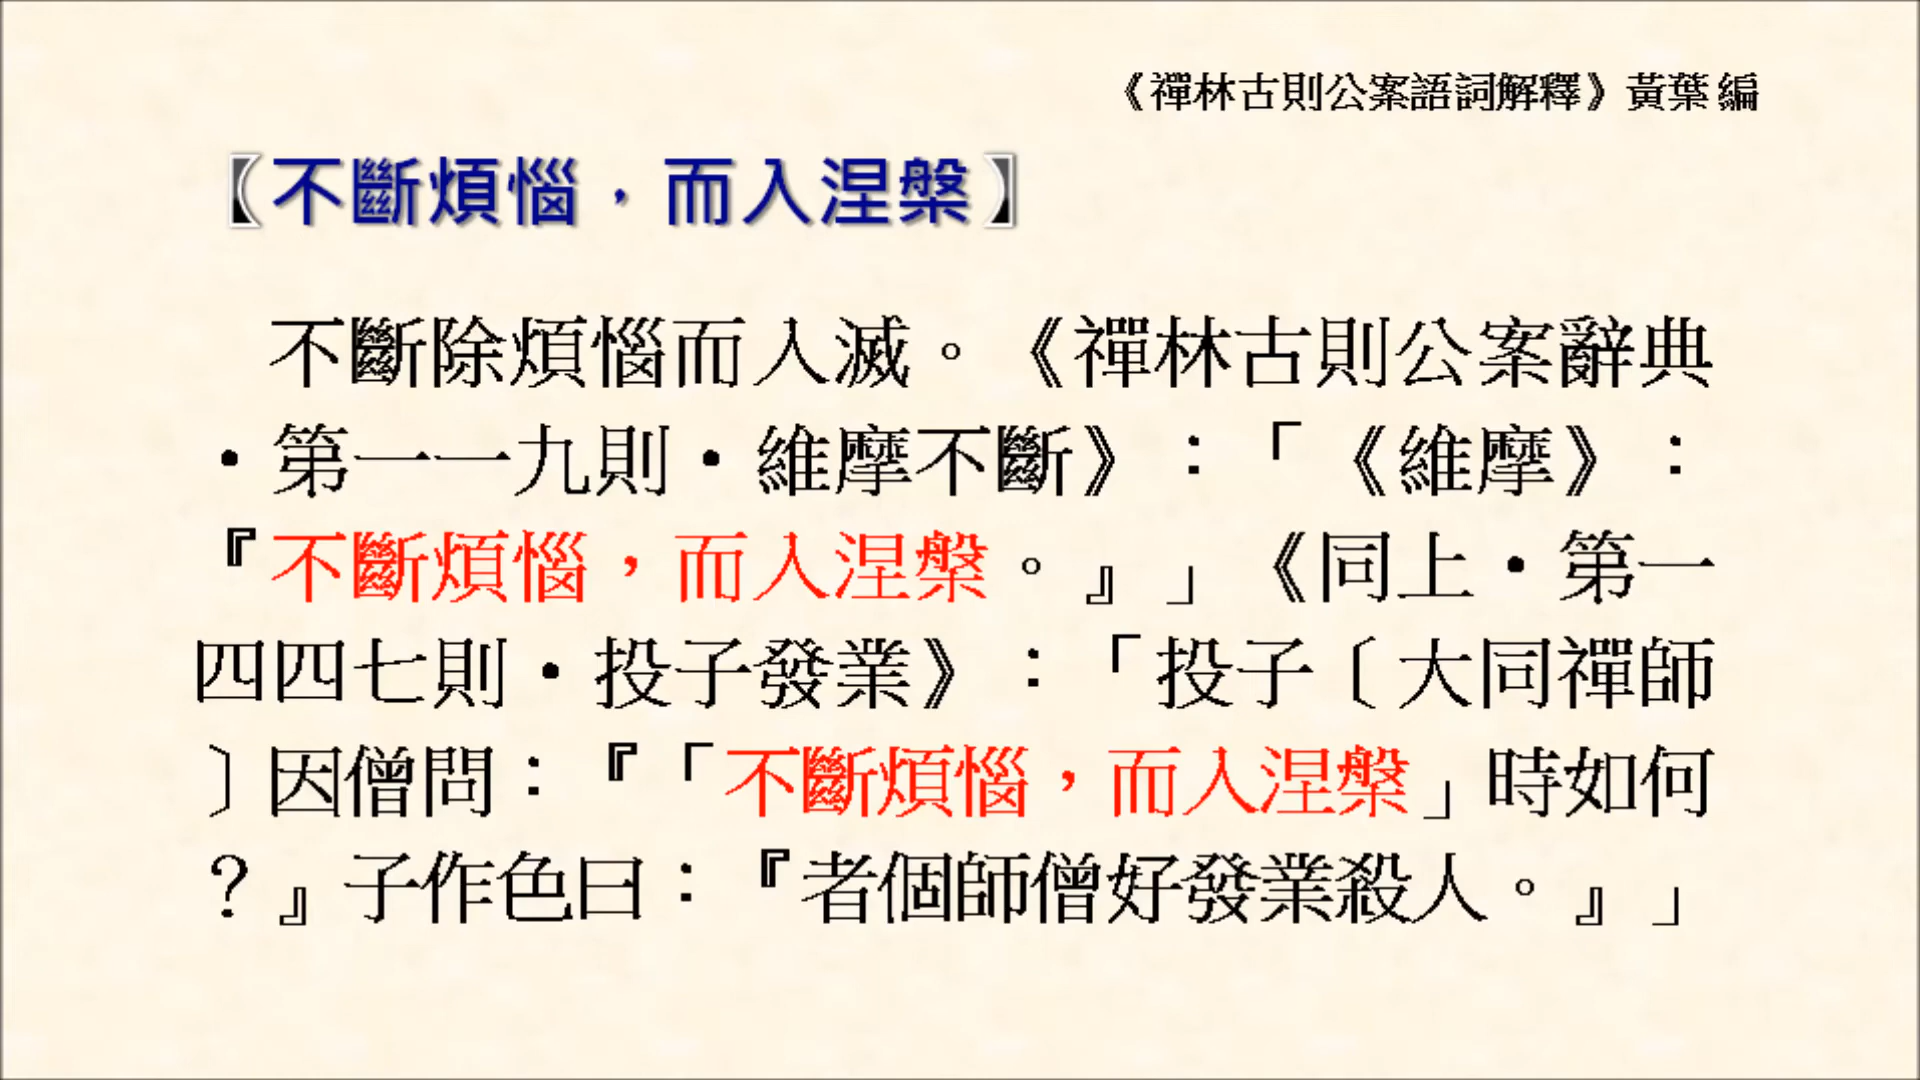 《禪林古則公案語詞解釋》黃葉編
【不斷煩惱，而入涅槃】
不斷除煩惱而入滅。《禪林古則公案辭典
・第一一九則・維摩不斷》：「《維摩》：
『不斷煩惱，而入涅槃。』」《同上・第一
四四七則・投子發業》：「投子〔大同禪師
〕因僧問：『「不斷煩惱，而入涅槃」時如何
？』子作色曰：『者個師僧好發業殺人。』」